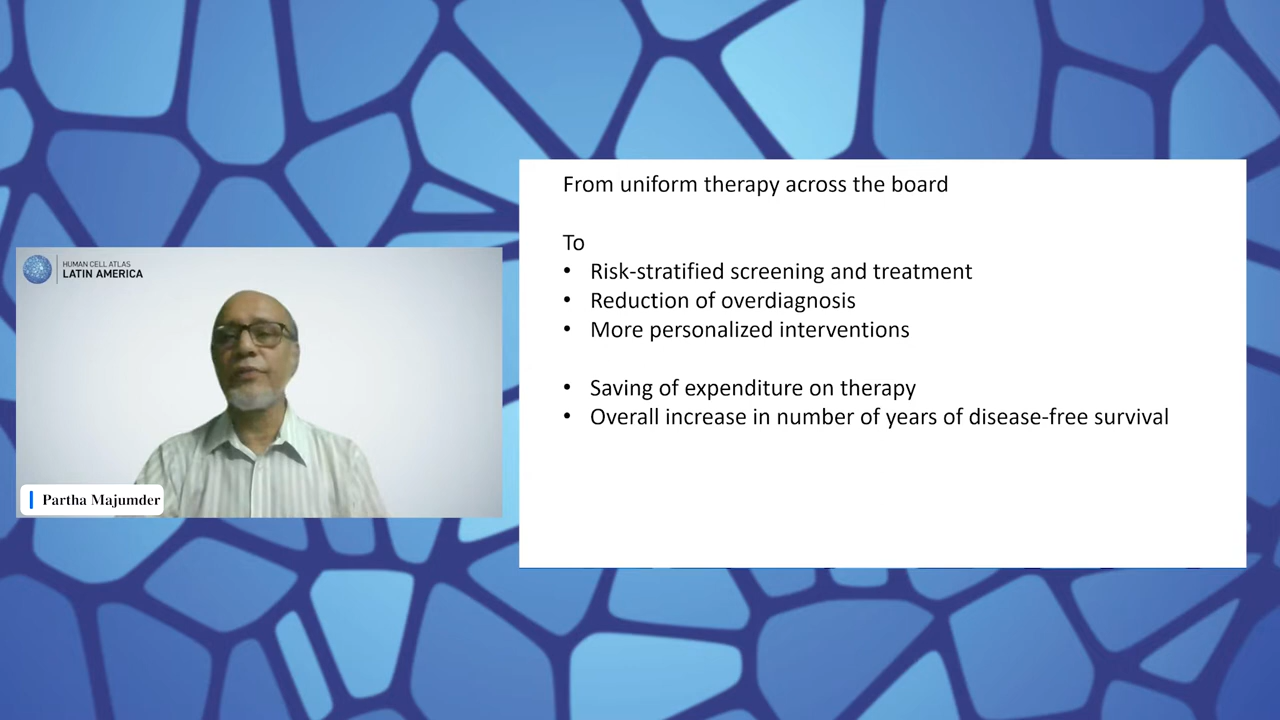 HUMAN CELL ATLAS
LATIN AMERICA
Partha Majumder
From uniform therapy across the board
To
• Risk-stratified screening and treatment
• Reduction of overdiagnosis
• More personalized interventions
• Saving of expenditure on therapy
• Overall increase in number of years of disease-free survival